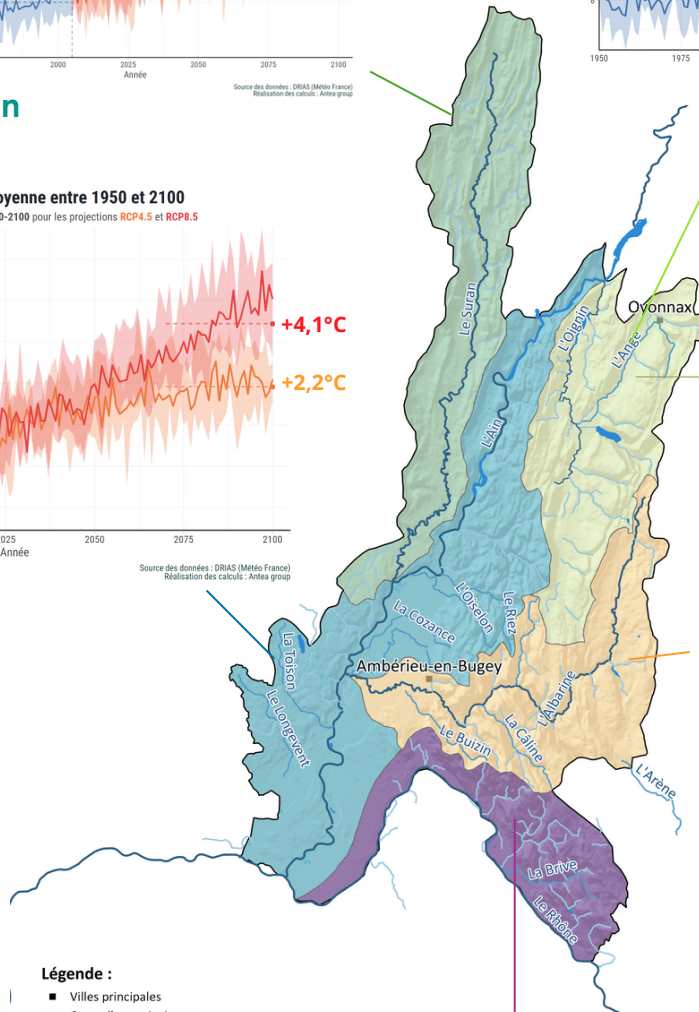 2000
2025
2050
2075
2100
Année
Source des données : DRIAS (Météo France)
Réalisation des calculs : Antea group
1950
1975
n
oyenne entre 1950 et 2100
0-2100 pour les projections RCP4.5 et RCP8.5
+4,1°C
+2,2°C
025
2050
2075
2100
Année
Source des données : DRIAS (Météo France)
Réalisation des calculs : Antea group
Le Suran
L'Oignin
Oyonnax
L'Ange
L'Ain
La Cozance
L'Oiselon
Le Riez
La Toison
Ambérieu-en-Bugey
Le Longevent
L'Albarine
La Câline
Le Buizin
L'Arène
La Brive
Le Rhône
Légende :
Villes principales